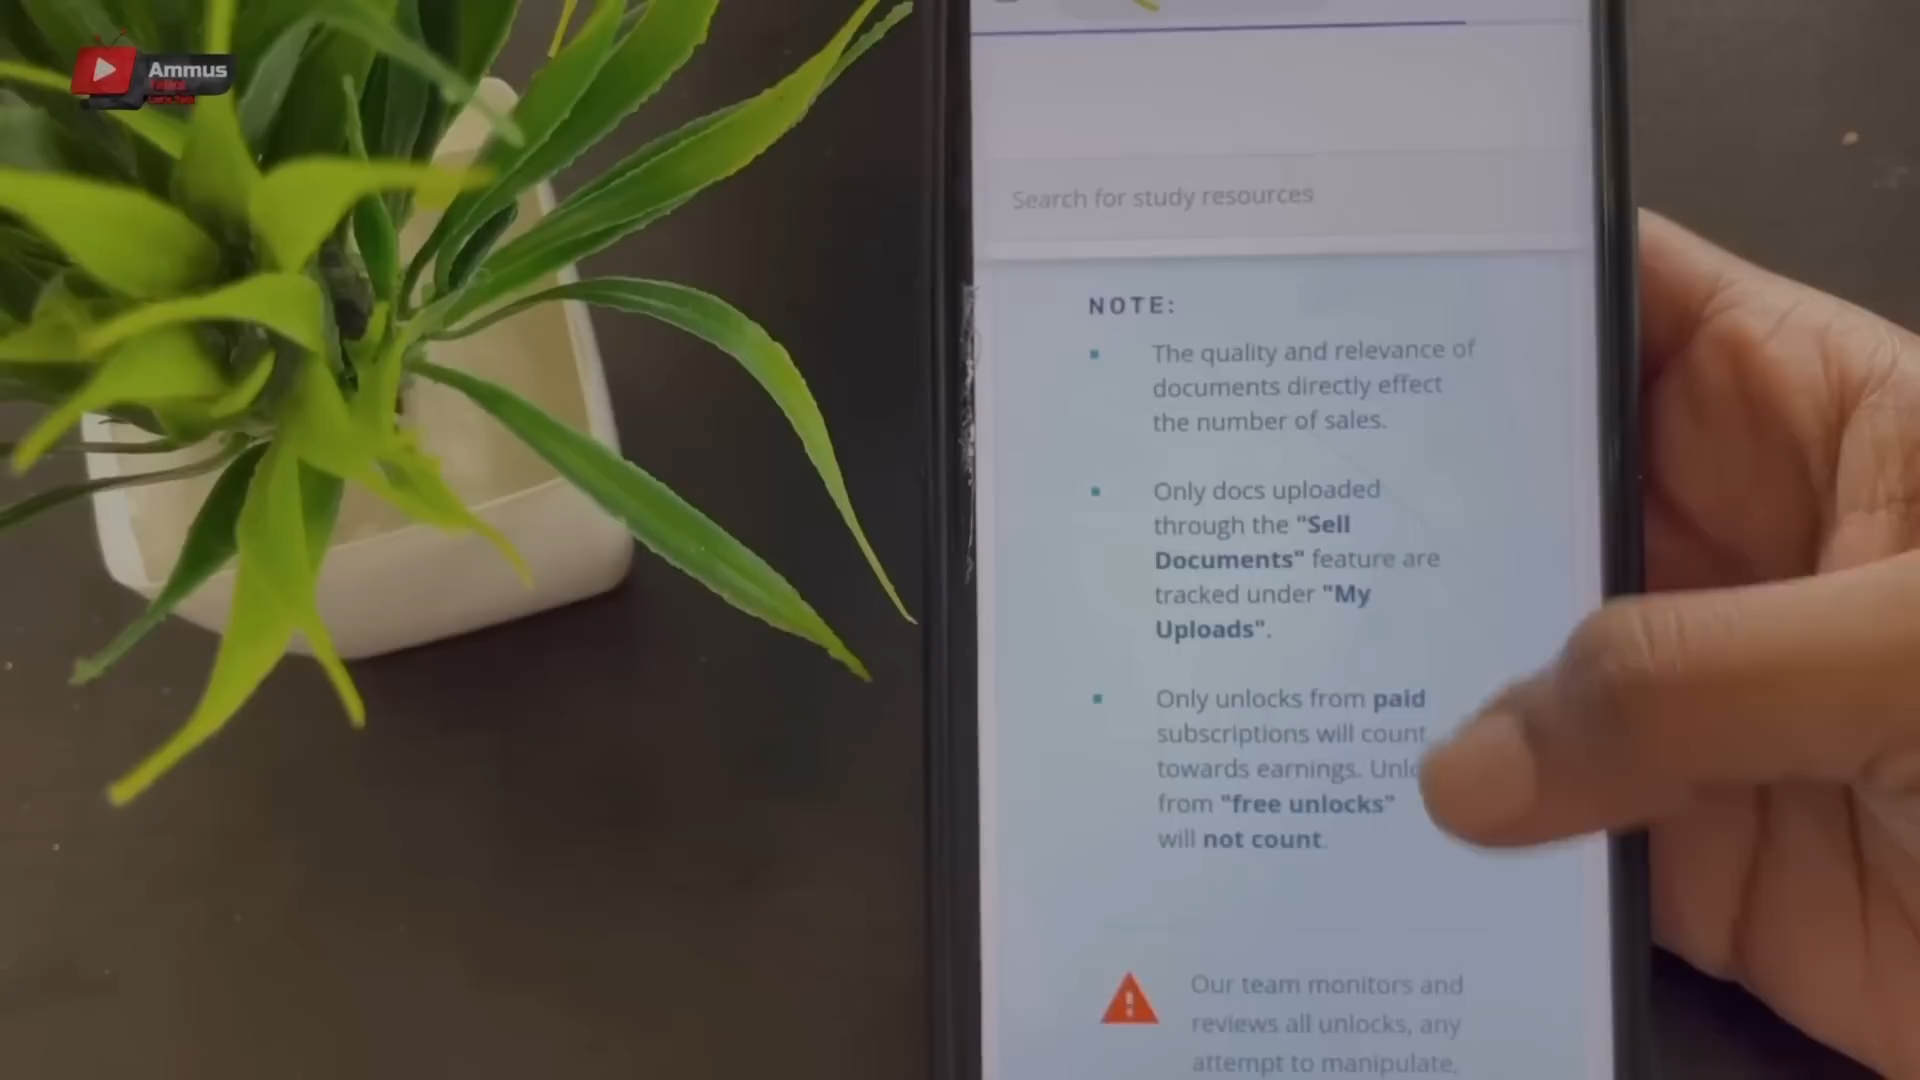 Ammus
Search for study resources
NOTE:
The quality and relevance of
documents directly effect
the number of sales.
Only docs uploaded
through the "Sell
Documents" feature are
tracked under "My
Uploads".
Only unlocks from paid
subscriptions will count
towards earnings.
from "free unlocks"
will not count.
Our team monitors and
reviews all unlocks, any
attempt to manipulate,